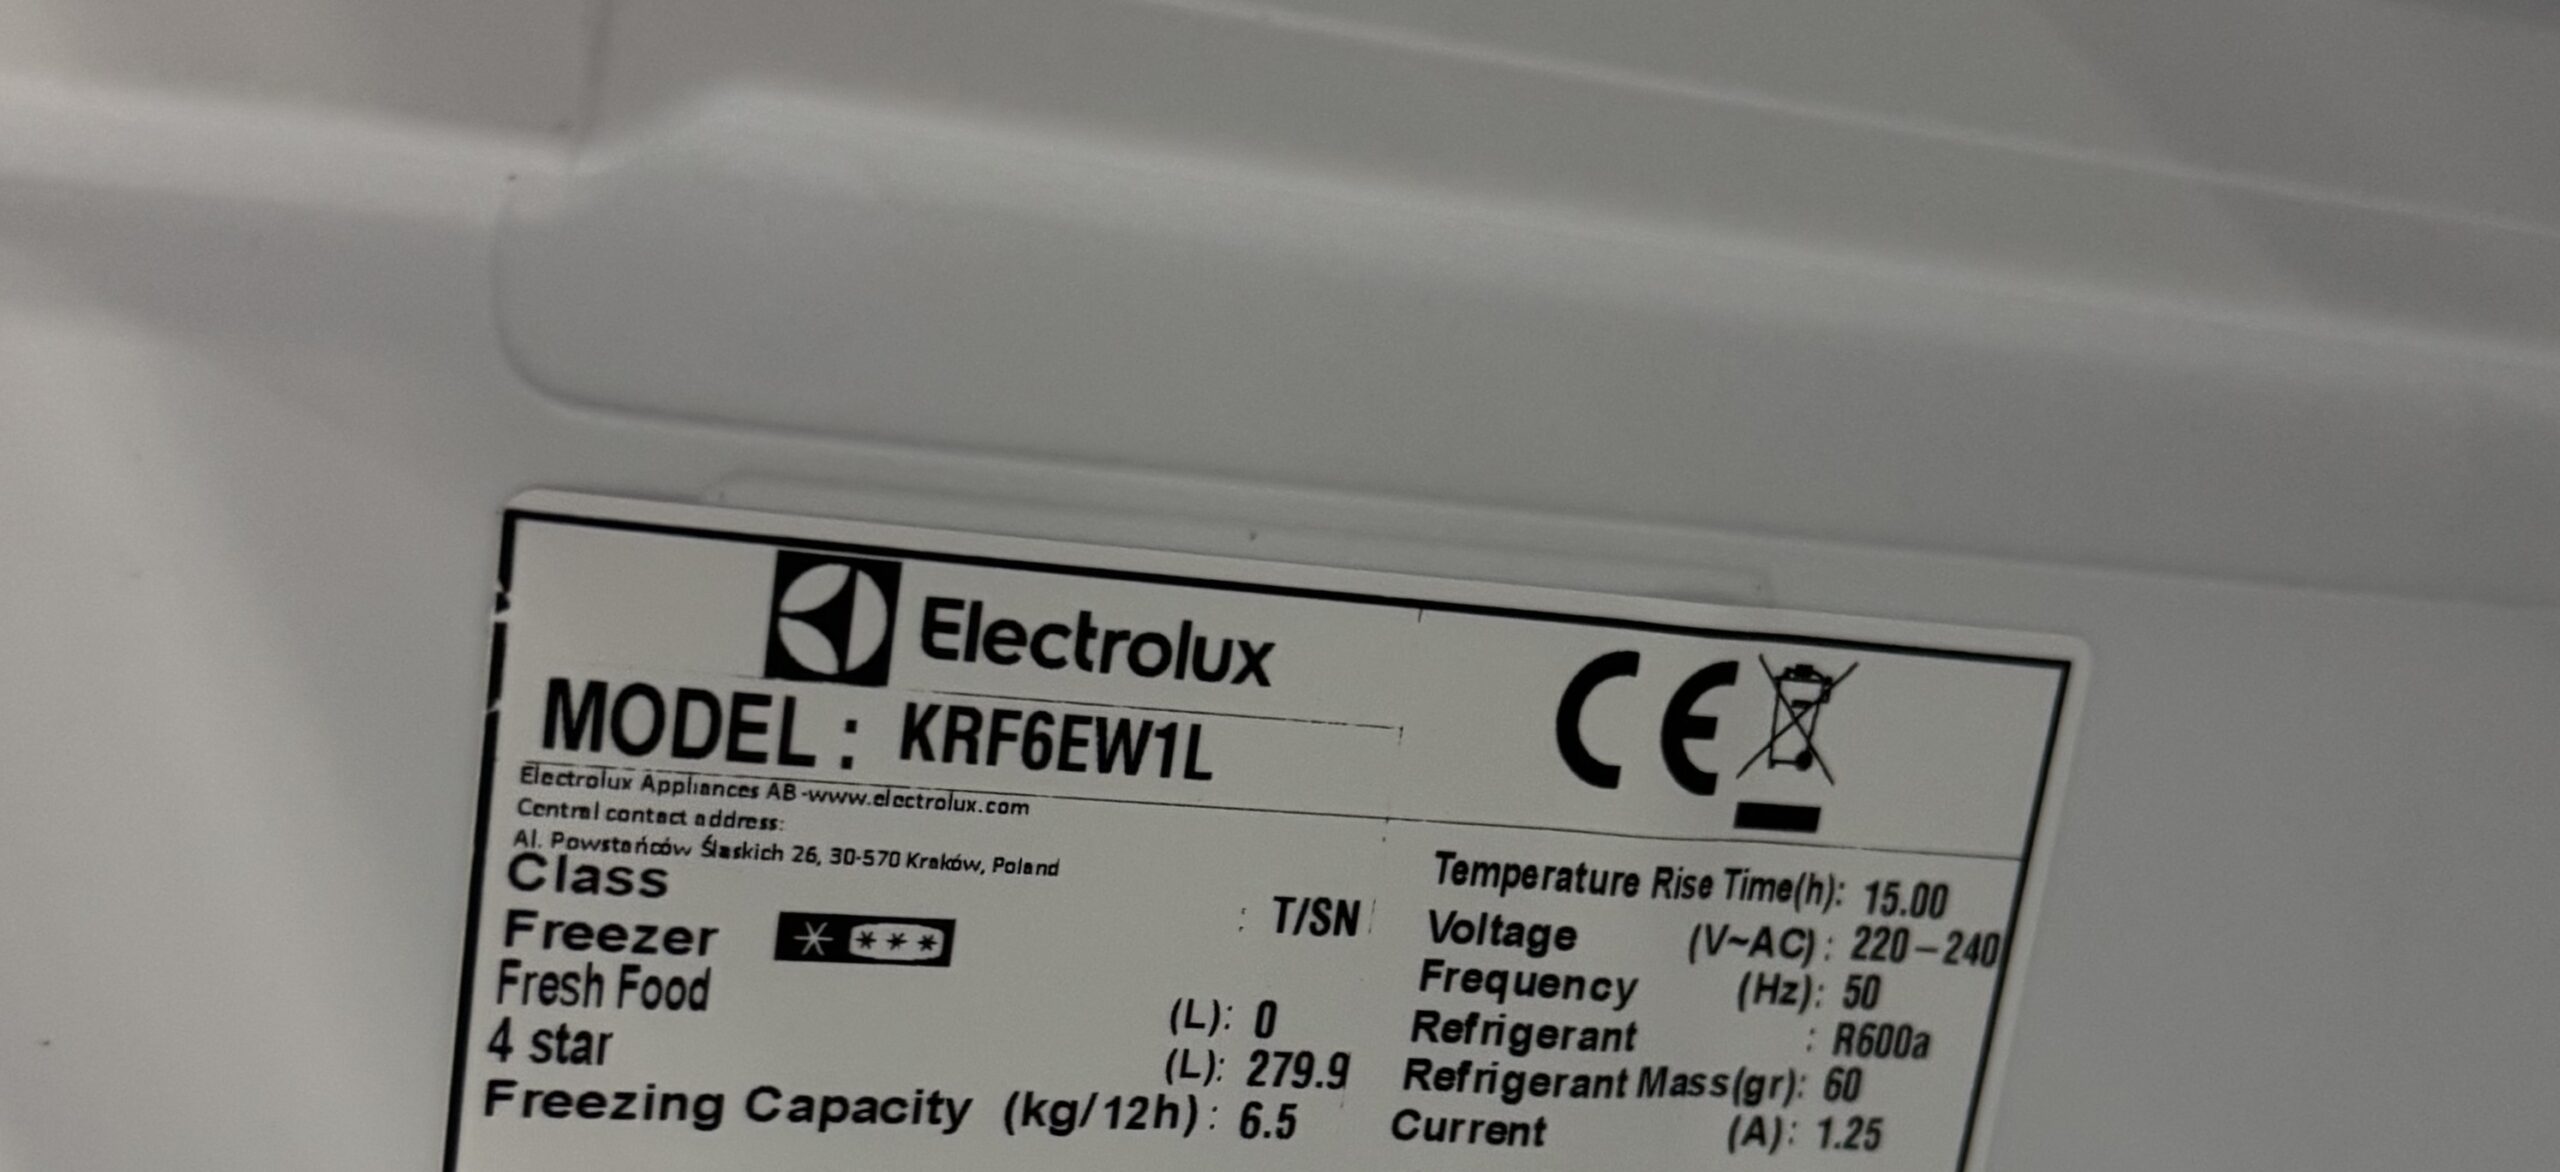 Electrolux
MODEL : KRF6EW1L
Electrolux Appliances AB -www.electrolux.com
Central contact address:
Al. Powstańców Śląskich 26, 30-570 Kraków, Poland
Class : T/SN
Freezer
Fresh Food (L): 0
4 star (L): 279.9
Freezing Capacity (kg/12h) : 6.5
CE
Temperature Rise Time(h): 15.00
Voltage (V~AC) : 220-240
Frequency (Hz): 50
Refrigerant : R600a
Refrigerant Mass(gr): 60
Current (A): 1.25